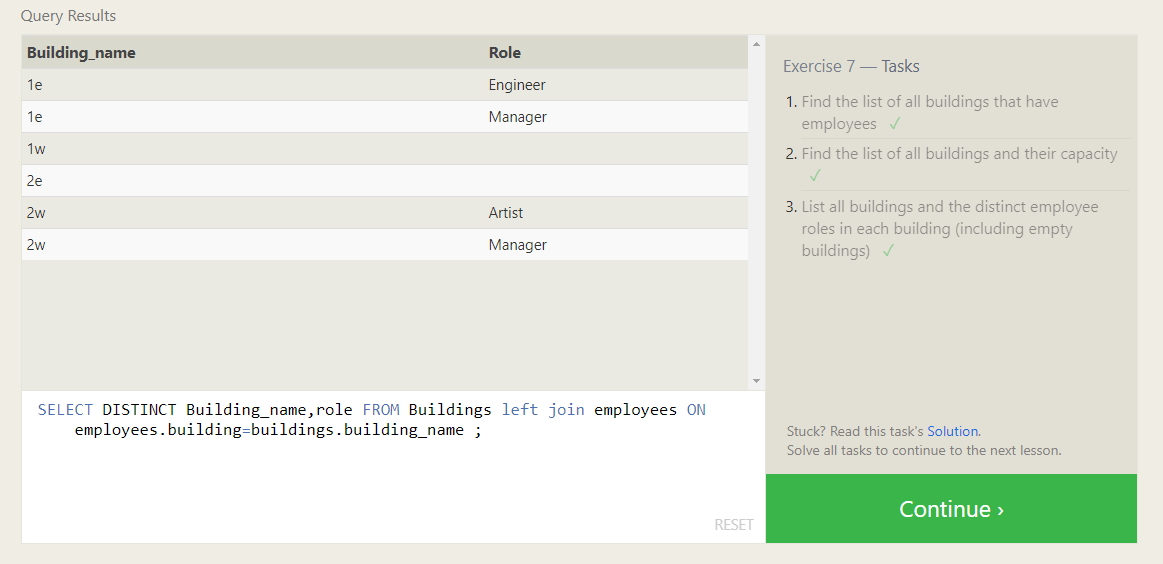 Query Results
Building_name Role
1e Engineer
1e Manager
1w
2e
2w Artist
2w Manager
SELECT DISTINCT Building_name,role FROM Buildings left join employees ON
employees.building=buildings.building_name ;
RESET
Exercise 7 — Tasks
1. Find the list of all buildings that have
employees ✓
2. Find the list of all buildings and their capacity
✓
3. List all buildings and the distinct employee
roles in each building (including empty
buildings) ✓
Stuck? Read this task's Solution.
Solve all tasks to continue to the next lesson.
Continue ›